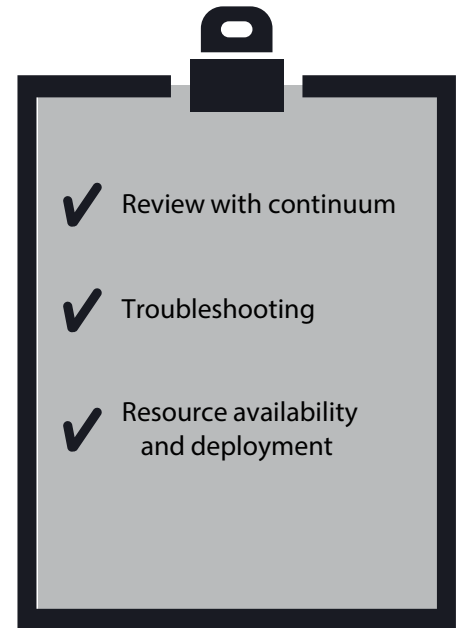 Review with continuum
Troubleshooting
Resource availability
and deployment